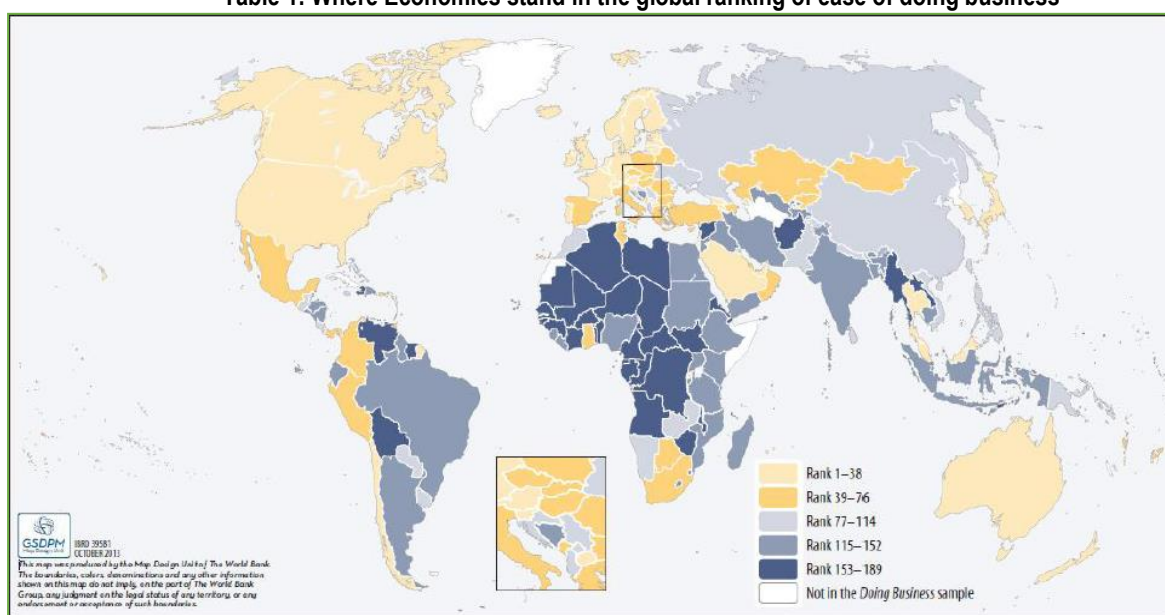 Table 1: Where Economies stand in the global ranking of ease of doing business
Rank 1–38
Rank 39–76
Rank 77–114
Rank 115–152
Rank 153–189
Not in the Doing Business sample
GSDPM
Map Design Unit
IBRD 39581
OCTOBER 2013
This map was produced by the Map Design Unit of The World Bank.
The boundaries, colors, denominations and any other information
shown on this map do not imply, on the part of The World Bank
Group, any judgment on the legal status of any territory, or any
endorsement or acceptance of such boundaries.